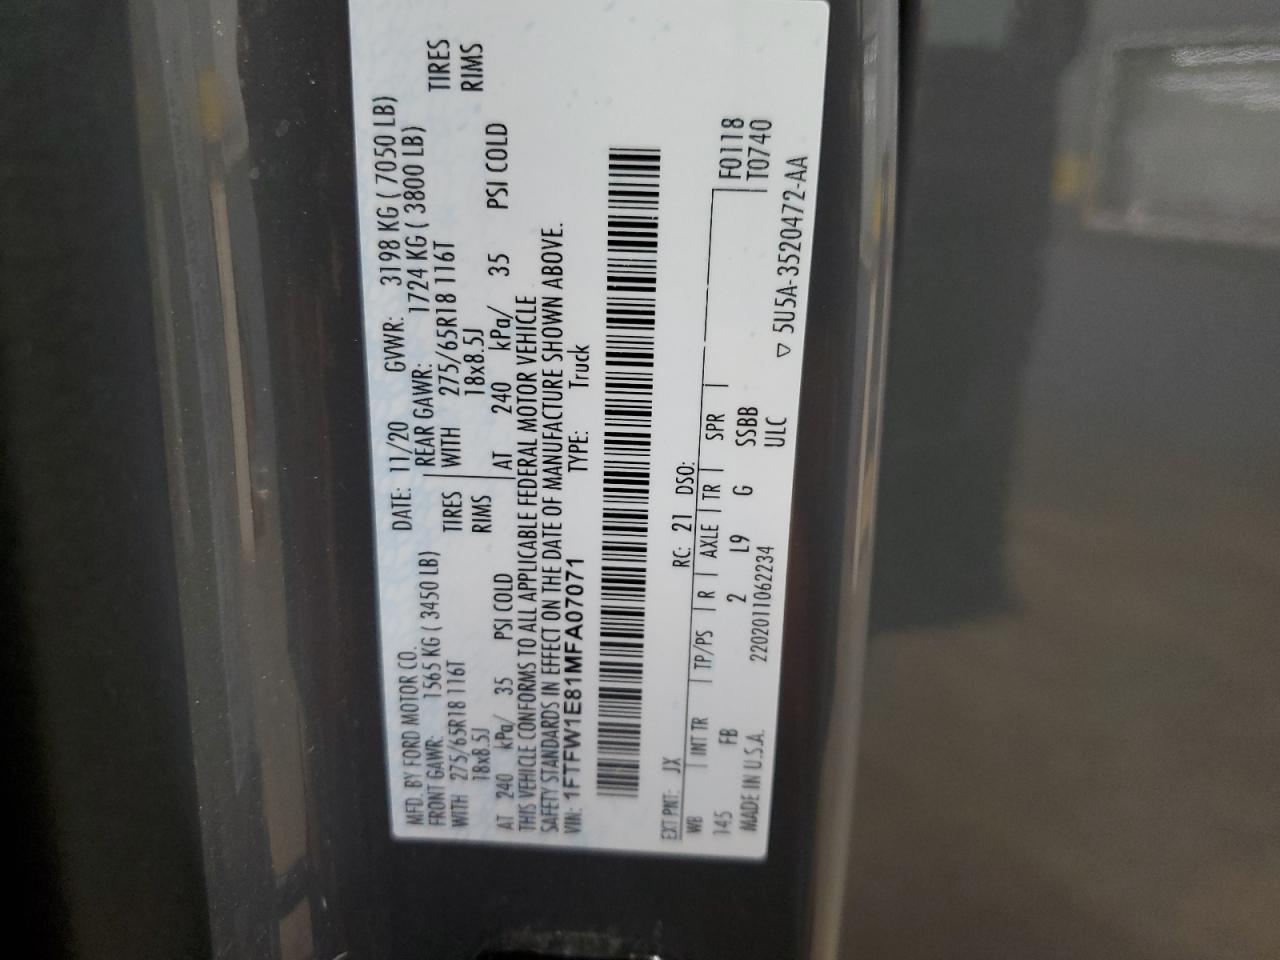 MFD. BY FORD MOTOR CO. DATE: 11/20 GVWR: 3198 KG ( 7050 LB)
FRONT GAWR: 1565 KG ( 3450 LB) REAR GAWR: 1724 KG ( 3800 LB)
WITH 275/65R18 116T TIRES WITH 275/65R18 116T TIRES
18x8.5J RIMS 18x8.5J RIMS
AT 240 kPa/ 35 PSI COLD AT 240 kPa/ 35 PSI COLD
THIS VEHICLE CONFORMS TO ALL APPLICABLE FEDERAL MOTOR VEHICLE
SAFETY STANDARDS IN EFFECT ON THE DATE OF MANUFACTURE SHOWN ABOVE.
VIN: 1FTFW1E81MFA07071 TYPE: Truck
EXT PNT: JX RC: 21 DSO:
WB INT TR TP/PS R AXLE TR SPR F0118
145 FB 2 L9 G SSBB T0740
MADE IN U.S.A. 2202011062234 ULC
▽ 5U5A-3520472-AA